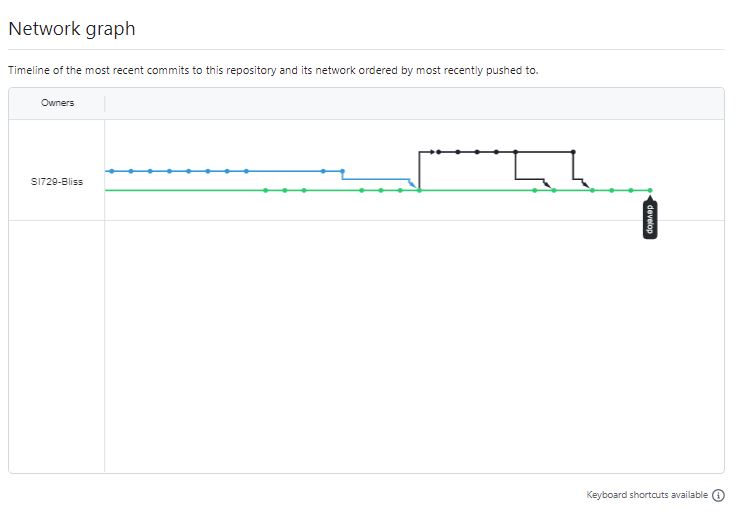 Network graph
Timeline of the most recent commits to this repository and its network ordered by most recently pushed to.
Owners
SI729-Bliss
develop
Keyboard shortcuts available